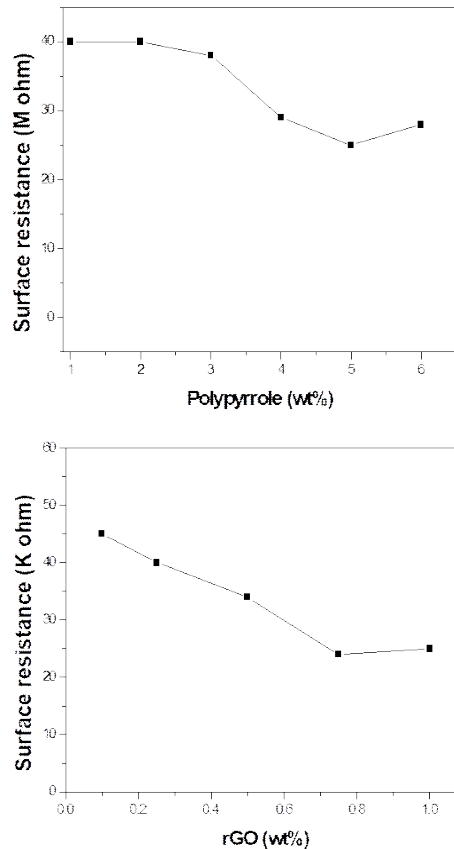 Surface resistance (M ohm)
40
30
20
10
0
1 2 3 4 5 6
Polypyrrole (wt%)
Surface resistance (K ohm)
60
50
40
30
20
10
0
0.0 0.2 0.4 0.6 0.8 1.0
rGO (wt%)